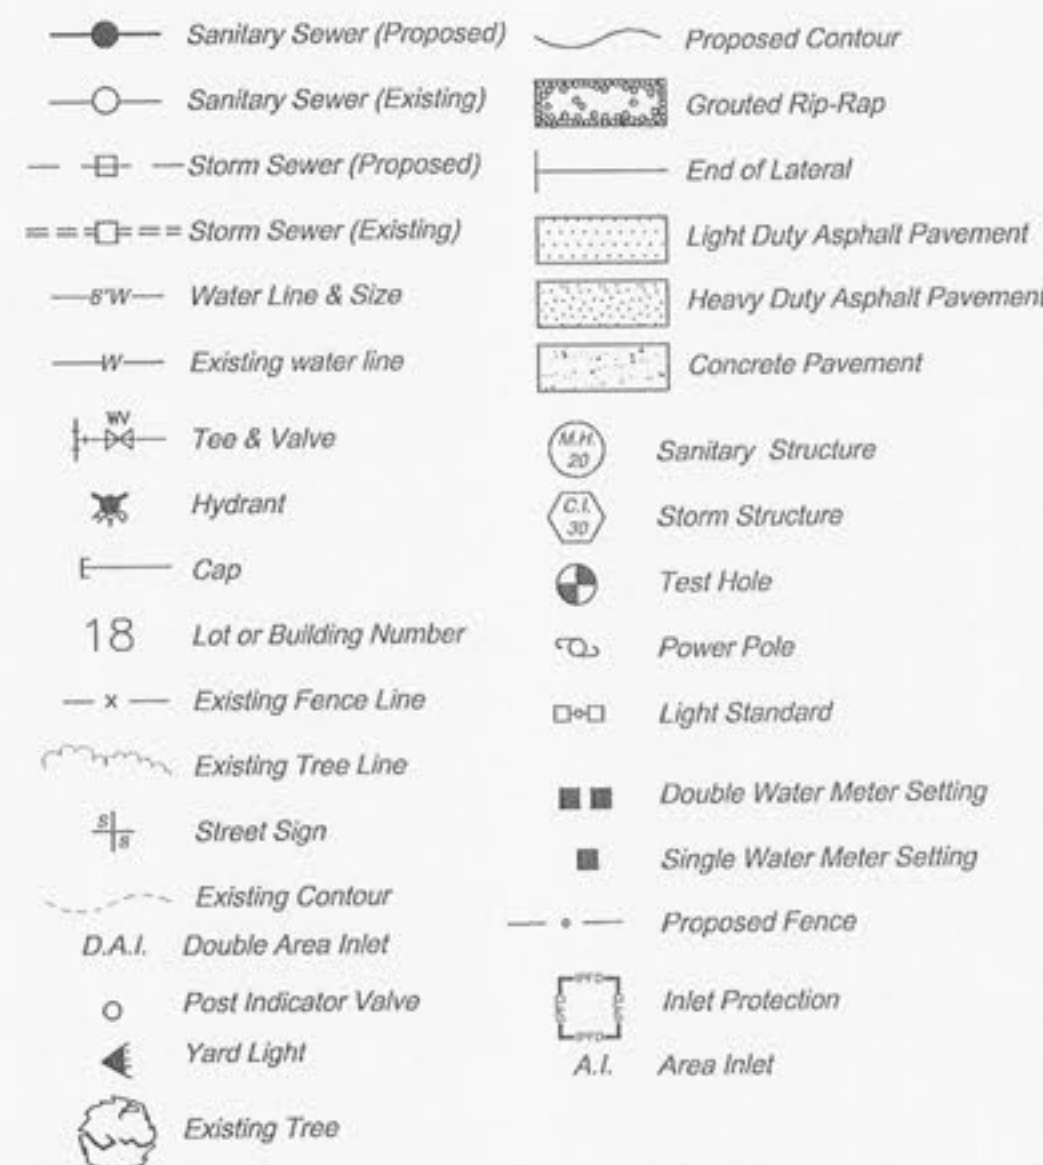 Sanitary Sewer (Proposed)
Sanitary Sewer (Existing)
Storm Sewer (Proposed)
Storm Sewer (Existing)
8"W Water Line & Size
W Existing water line
WV
Tee & Valve
Hydrant
Cap
18 Lot or Building Number
x Existing Fence Line
Existing Tree Line
S
S Street Sign
Existing Contour
D.A.I. Double Area Inlet
Post Indicator Valve
Yard Light
Existing Tree
Proposed Contour
Grouted Rip-Rap
End of Lateral
Light Duty Asphalt Pavement
Heavy Duty Asphalt Pavement
Concrete Pavement
M.H.
20 Sanitary Structure
C.I.
30 Storm Structure
Test Hole
Power Pole
Light Standard
Double Water Meter Setting
Single Water Meter Setting
Proposed Fence
Inlet Protection
A.I. Area Inlet